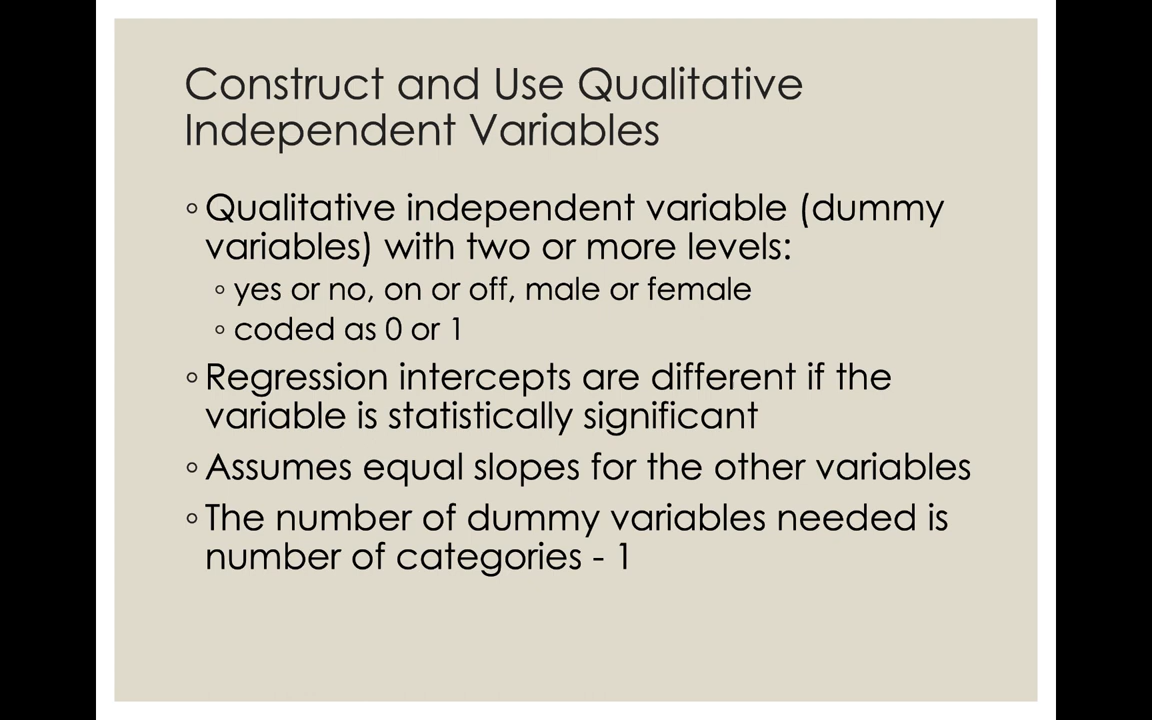 Construct and Use Qualitative
Independent Variables
◦ Qualitative independent variable (dummy
variables) with two or more levels:
◦ yes or no, on or off, male or female
◦ coded as 0 or 1
◦ Regression intercepts are different if the
variable is statistically significant
◦ Assumes equal slopes for the other variables
◦ The number of dummy variables needed is
number of categories - 1